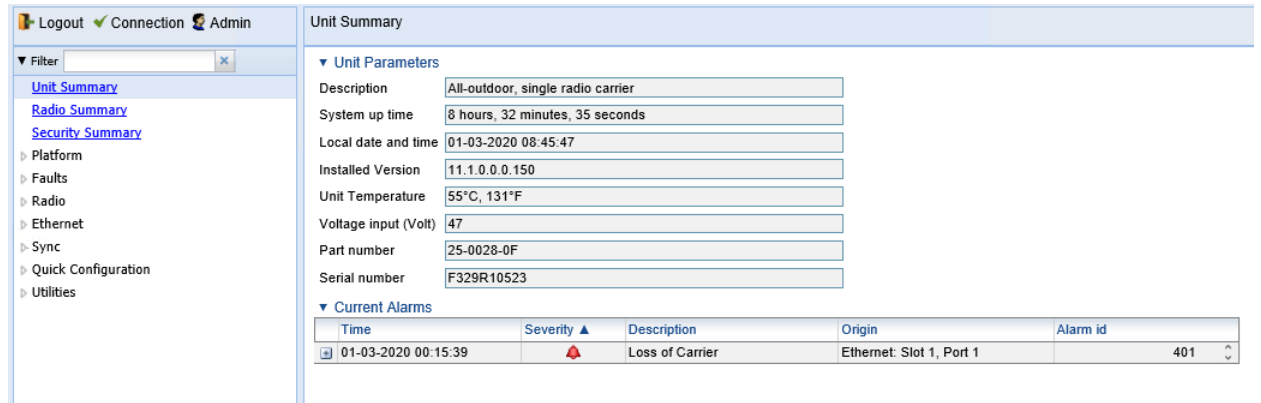 Logout Connection Admin
Unit Summary
Filter
Unit Summary
Radio Summary
Security Summary
Platform
Faults
Radio
Ethernet
Sync
Quick Configuration
Utilities
Unit Parameters
Description All-outdoor, single radio carrier
System up time 8 hours, 32 minutes, 35 seconds
Local date and time 01-03-2020 08:45:47
Installed Version 11.1.0.0.0.150
Unit Temperature 55°C, 131°F
Voltage input (Volt) 47
Part number 25-0028-0F
Serial number F329R10523
Current Alarms
Time Severity ▲ Description Origin Alarm id
01-03-2020 00:15:39 Loss of Carrier Ethernet: Slot 1, Port 1 401